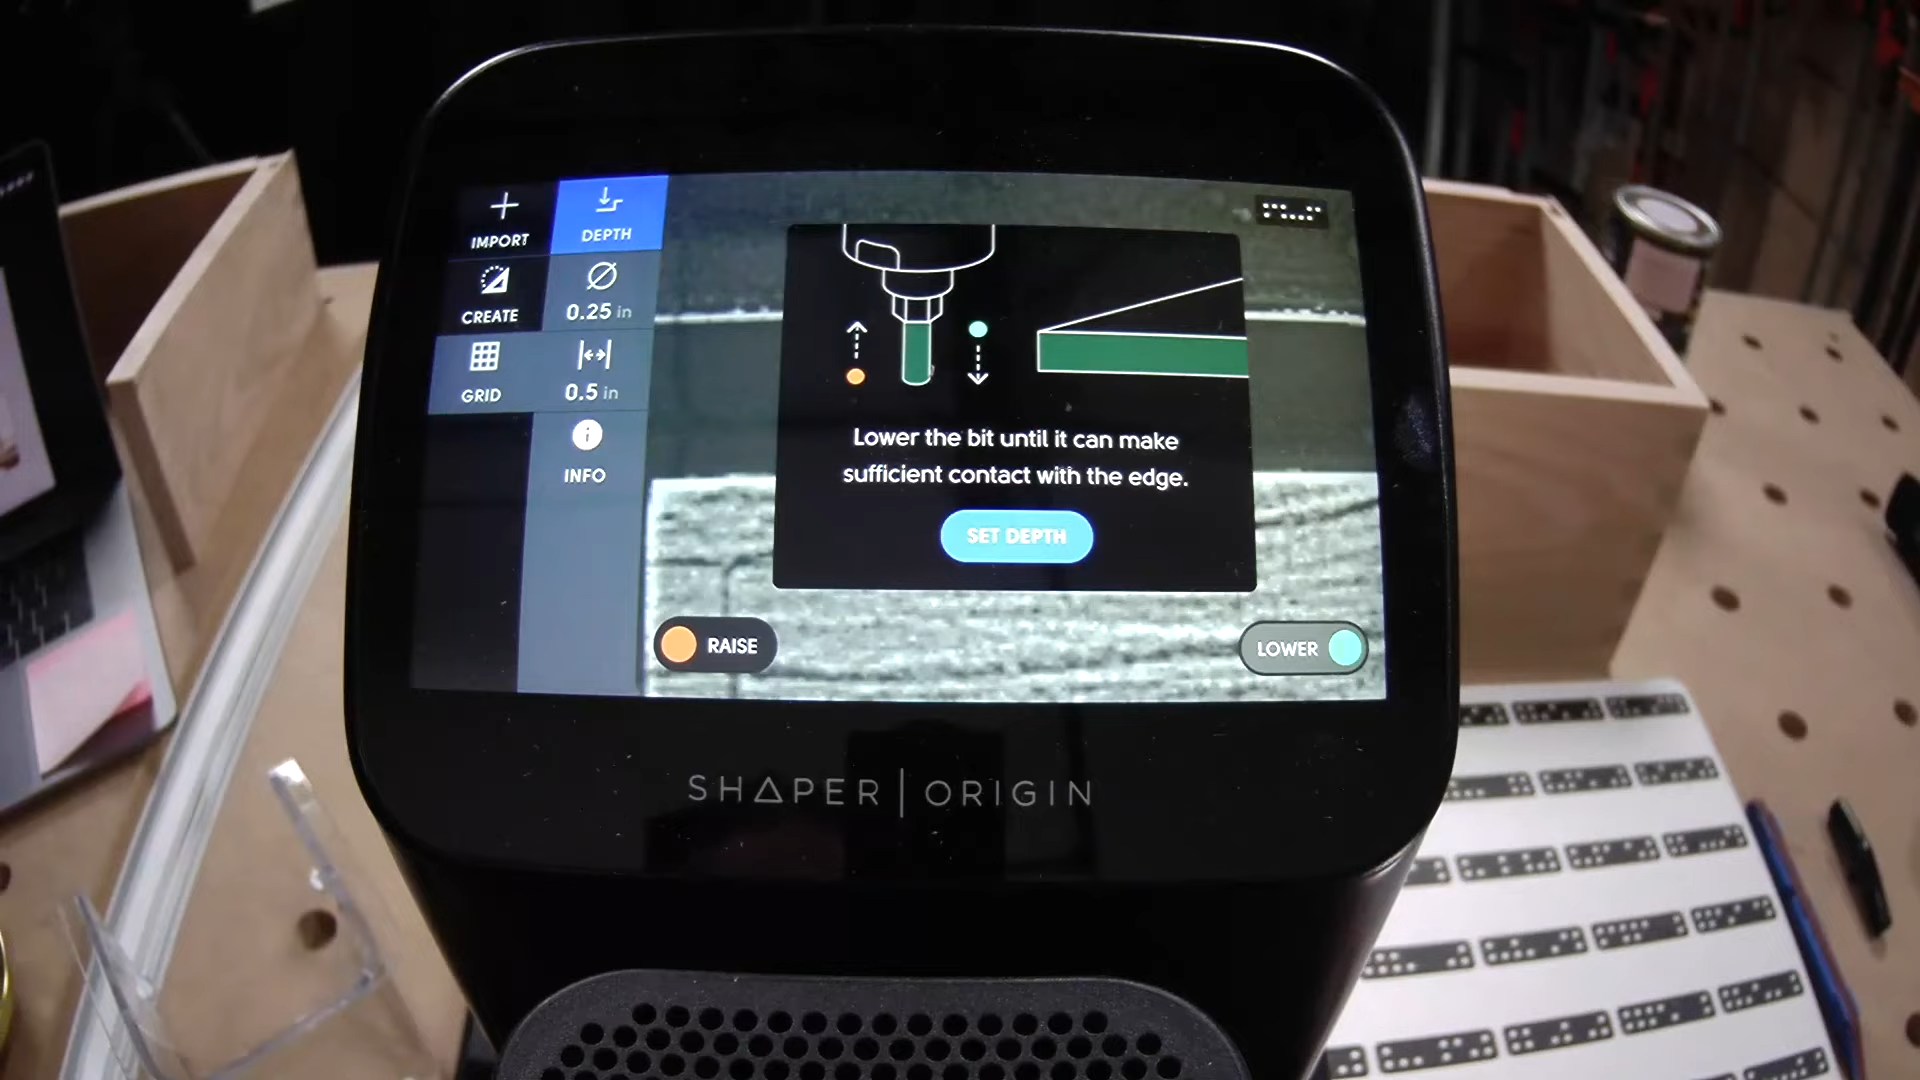 IMPORT
DEPTH
CREATE
0.25 in
GRID
0.5 in
INFO
Lower the bit until it can make
sufficient contact with the edge.
SET DEPTH
RAISE
LOWER
SHAPER | ORIGIN